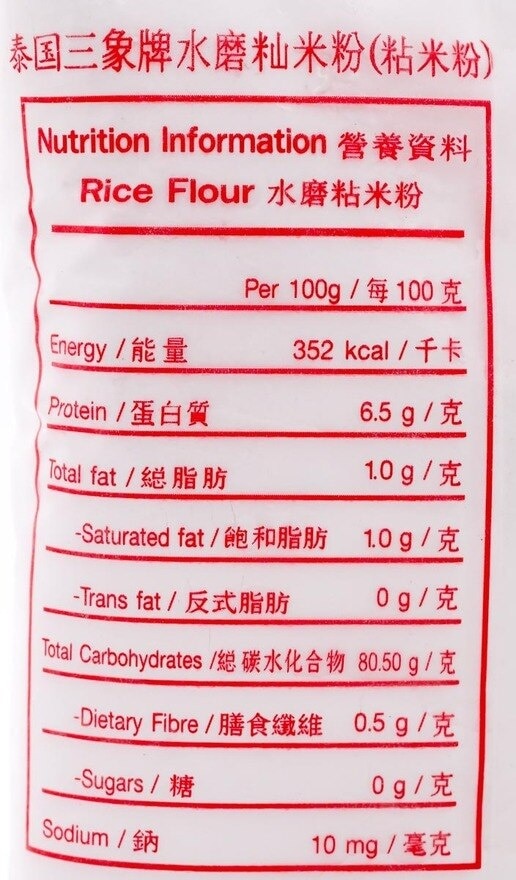 泰国三象牌水磨籼米粉(粘米粉)
Nutrition Information 營養資料
Rice Flour 水磨粘米粉
Per 100g / 每 100 克
Energy / 能量 352 kcal / 千卡
Protein / 蛋白質 6.5 g / 克
Total fat / 總脂肪 1.0 g / 克
-Saturated fat / 飽和脂肪 1.0 g / 克
-Trans fat / 反式脂肪 0 g / 克
Total Carbohydrates /總碳水化合物 80.50 g / 克
-Dietary Fibre / 膳食纖維 0.5 g / 克
-Sugars / 糖 0 g / 克
Sodium / 鈉 10 mg / 毫克